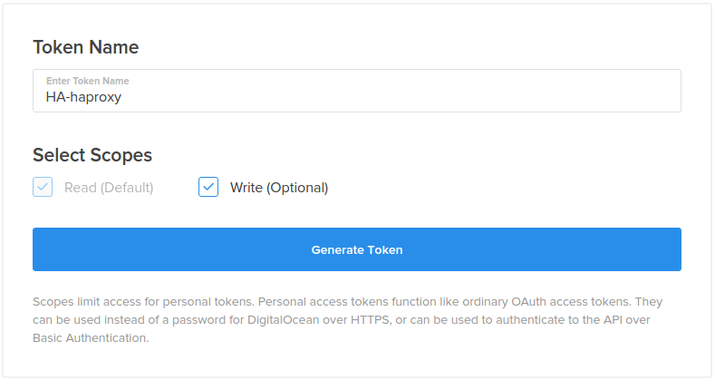 Token Name
Enter Token Name
HA-haproxy
Select Scopes
Read (Default)
Write (Optional)
Generate Token
Scopes limit access for personal tokens. Personal access tokens function like ordinary OAuth access tokens. They
can be used instead of a password for DigitalOcean over HTTPS, or can be used to authenticate to the API over
Basic Authentication.